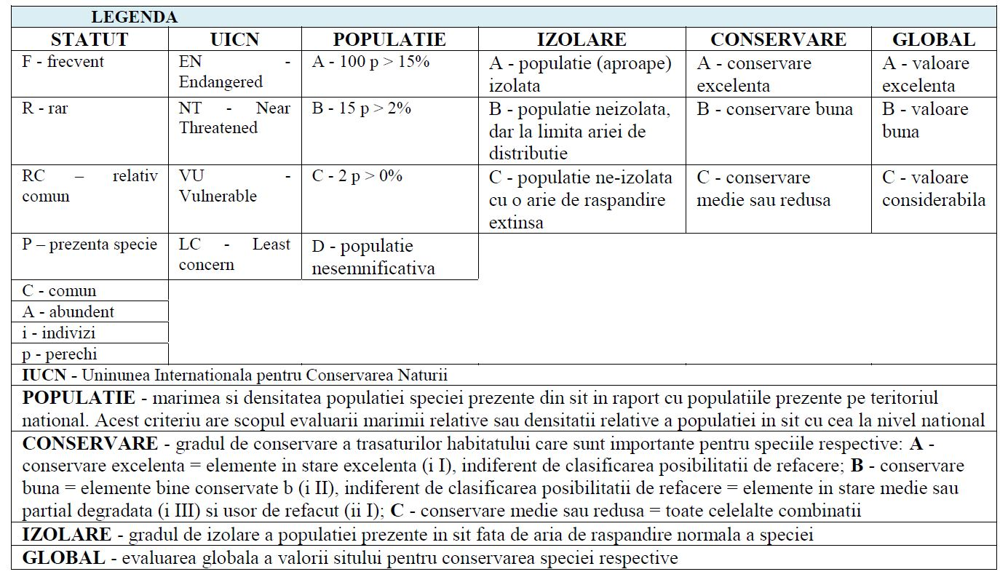 LEGENDA
STATUT UICN POPULATIE IZOLARE CONSERVARE GLOBAL
F - frecvent
EN -
Endangered
A - 100 p > 15%
A - populatie (aproape)
izolata
A - conservare
excelenta
A - valoare
excelenta
R - rar
NT - Near
Threatened
B - 15 p > 2%
B - populatie neizolata,
dar la limita ariei de
distributie
B - conservare buna
B - valoare
buna
RC – relativ
comun
VU -
Vulnerable
C - 2 p > 0%
C - populatie ne-izolata
cu o arie de raspandire
extinsa
C - conservare
medie sau redusa
C - valoare
considerabila
P – prezenta specie
LC - Least
concern
D - populatie
nesemnificativa
C - comun
A - abundent
i - indivizi
p - perechi
IUCN - Uninunea Internationala pentru Conservarea Naturii
POPULATIE - marimea si densitatea populatiei speciei prezente din sit in raport cu populatiile prezente pe teritoriul
national. Acest criteriu are scopul evaluarii marimii relative sau densitatii relative a populatiei in sit cu cea la nivel national
CONSERVARE - gradul de conservare a trasaturilor habitatului care sunt importante pentru speciile respective: A -
conservare excelenta = elemente in stare excelenta (i I), indiferent de clasificarea posibilitatii de refacere; B - conservare
buna = elemente bine conservate b (i II), indiferent de clasificarea posibilitatii de refacere = elemente in stare medie sau
partial degradata (i III) si usor de refacut (ii I); C - conservare medie sau redusa = toate celelalte combinatii
IZOLARE - gradul de izolare a populatiei prezente in sit fata de aria de raspandire normala a speciei
GLOBAL - evaluarea globala a valorii sitului pentru conservarea speciei respective